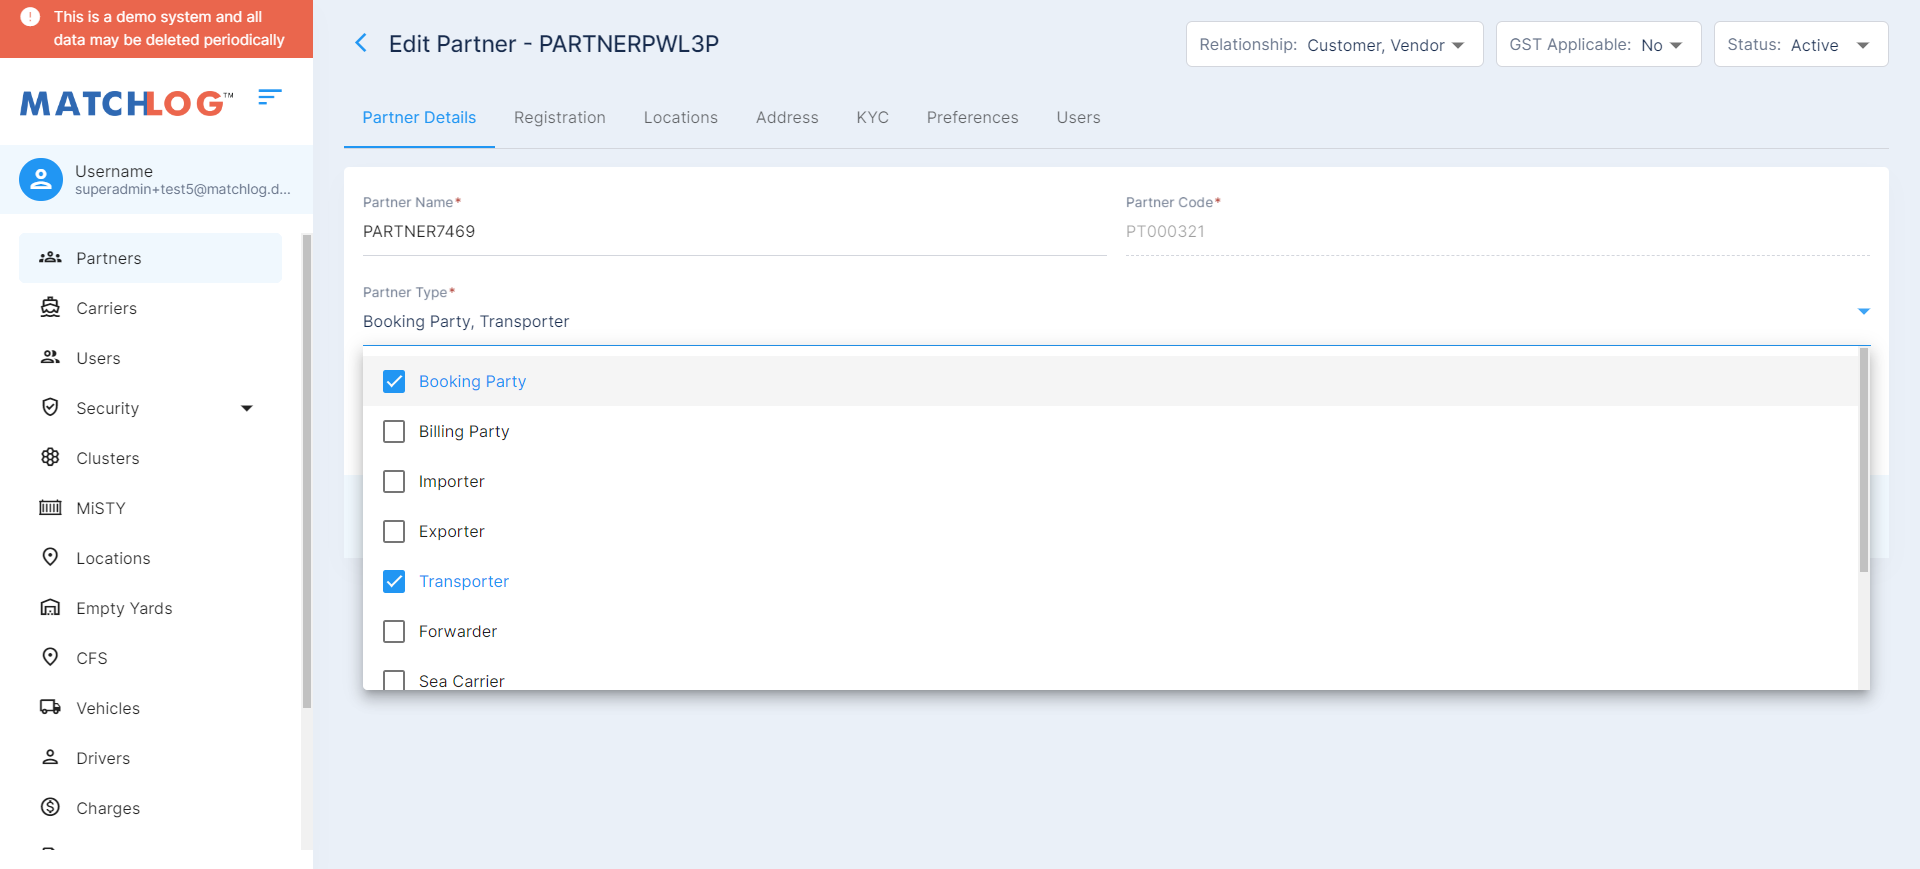 This is a demo system and all
data may be deleted periodically
MATCHLOG™
Username
superadmin+test5@matchlog.d...
Partners
Carriers
Users
Security
Clusters
MiSTY
Locations
Empty Yards
CFS
Vehicles
Drivers
Charges
Edit Partner - PARTNERPWL3P
Relationship: Customer, Vendor
GST Applicable: No
Status: Active
Partner Details
Registration
Locations
Address
KYC
Preferences
Users
Partner Name*
PARTNER7469
Partner Code*
PT000321
Partner Type*
Booking Party, Transporter
Booking Party
Billing Party
Importer
Exporter
Transporter
Forwarder
Sea Carrier